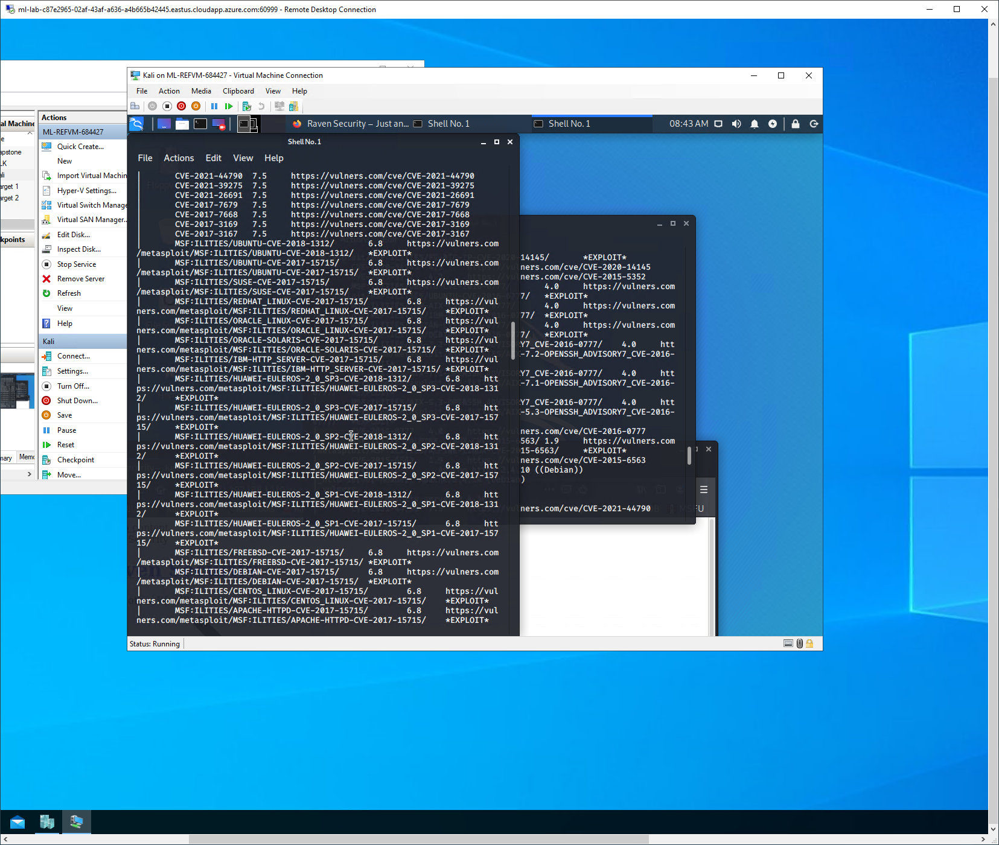 ml-lab-c87e2965-02af-43af-a636-a4b665b42445.eastus.cloudapp.azure.com:60999 - Remote Desktop Connection
Kali on ML-REFVM-684427 - Virtual Machine Connection
File Action Media Clipboard View Help
Raven Security – Just an... Shell No. 1 Shell No. 1 08:43 AM
Shell No. 1
File Actions Edit View Help
al Machine
e
apstone
LK
ali
arget 1
arget 2
kpoints
mary Memo
Actions
ML-REFVM-684427
Quick Create...
New
Import Virtual Machin
Hyper-V Settings...
Virtual Switch Manage
Virtual SAN Manager..
Edit Disk...
Inspect Disk...
Stop Service
Remove Server
Refresh
View
Help
Kali
Connect...
Settings...
Turn Off...
Shut Down...
Save
Pause
Reset
Checkpoint
Move...
| CVE-2021-44790 7.5 https://vulners.com/cve/CVE-2021-44790
| CVE-2021-39275 7.5 https://vulners.com/cve/CVE-2021-39275
| CVE-2021-26691 7.5 https://vulners.com/cve/CVE-2021-26691
| CVE-2017-7679 7.5 https://vulners.com/cve/CVE-2017-7679
| CVE-2017-7668 7.5 https://vulners.com/cve/CVE-2017-7668
| CVE-2017-3169 7.5 https://vulners.com/cve/CVE-2017-3169
| CVE-2017-3167 7.5 https://vulners.com/cve/CVE-2017-3167
| MSF:ILITIES/UBUNTU-CVE-2018-1312/ 6.8 https://vulners.com
/metasploit/MSF:ILITIES/UBUNTU-CVE-2018-1312/ *EXPLOIT*
| MSF:ILITIES/UBUNTU-CVE-2017-15715/ 6.8 https://vulners.com
/metasploit/MSF:ILITIES/UBUNTU-CVE-2017-15715/ *EXPLOIT*
| MSF:ILITIES/SUSE-CVE-2017-15715/ 6.8 https://vulners.com
/metasploit/MSF:ILITIES/SUSE-CVE-2017-15715/ *EXPLOIT*
| MSF:ILITIES/REDHAT_LINUX-CVE-2017-15715/ 6.8 https://vul
ners.com/metasploit/MSF:ILITIES/REDHAT_LINUX-CVE-2017-15715/ *EXPLOIT*
| MSF:ILITIES/ORACLE_LINUX-CVE-2017-15715/ 6.8 https://vul
ners.com/metasploit/MSF:ILITIES/ORACLE_LINUX-CVE-2017-15715/ *EXPLOIT*
| MSF:ILITIES/ORACLE-SOLARIS-CVE-2017-15715/ 6.8 https://vul
ners.com/metasploit/MSF:ILITIES/ORACLE-SOLARIS-CVE-2017-15715/ *EXPLOIT*
| MSF:ILITIES/IBM-HTTP_SERVER-CVE-2017-15715/ 6.8 https://vul
ners.com/metasploit/MSF:ILITIES/IBM-HTTP_SERVER-CVE-2017-15715/ *EXPLOIT*
| MSF:ILITIES/HUAWEI-EULEROS-2_0_SP3-CVE-2018-1312/ 6.8 htt
ps://vulners.com/metasploit/MSF:ILITIES/HUAWEI-EULEROS-2_0_SP3-CVE-2018-131
2/ *EXPLOIT*
| MSF:ILITIES/HUAWEI-EULEROS-2_0_SP3-CVE-2017-15715/ 6.8 htt
ps://vulners.com/metasploit/MSF:ILITIES/HUAWEI-EULEROS-2_0_SP3-CVE-2017-157
15/ *EXPLOIT*
| MSF:ILITIES/HUAWEI-EULEROS-2_0_SP2-CVE-2018-1312/ 6.8 htt
ps://vulners.com/metasploit/MSF:ILITIES/HUAWEI-EULEROS-2_0_SP2-CVE-2018-131
2/ *EXPLOIT*
| MSF:ILITIES/HUAWEI-EULEROS-2_0_SP2-CVE-2017-15715/ 6.8 htt
ps://vulners.com/metasploit/MSF:ILITIES/HUAWEI-EULEROS-2_0_SP2-CVE-2017-157
15/ *EXPLOIT*
| MSF:ILITIES/HUAWEI-EULEROS-2_0_SP1-CVE-2018-1312/ 6.8 htt
ps://vulners.com/metasploit/MSF:ILITIES/HUAWEI-EULEROS-2_0_SP1-CVE-2018-131
2/ *EXPLOIT*
| MSF:ILITIES/HUAWEI-EULEROS-2_0_SP1-CVE-2017-15715/ 6.8 htt
ps://vulners.com/metasploit/MSF:ILITIES/HUAWEI-EULEROS-2_0_SP1-CVE-2017-157
15/ *EXPLOIT*
| MSF:ILITIES/FREEBSD-CVE-2017-15715/ 6.8 https://vulners.com
/metasploit/MSF:ILITIES/FREEBSD-CVE-2017-15715/ *EXPLOIT*
| MSF:ILITIES/DEBIAN-CVE-2017-15715/ 6.8 https://vulners.com
/metasploit/MSF:ILITIES/DEBIAN-CVE-2017-15715/ *EXPLOIT*
| MSF:ILITIES/CENTOS_LINUX-CVE-2017-15715/ 6.8 https://vul
ners.com/metasploit/MSF:ILITIES/CENTOS_LINUX-CVE-2017-15715/ *EXPLOIT*
| MSF:ILITIES/APACHE-HTTPD-CVE-2017-15715/ 6.8 https://vul
ners.com/metasploit/MSF:ILITIES/APACHE-HTTPD-CVE-2017-15715/ *EXPLOIT*
14145/ *EXPLOIT*
ners.com/cve/CVE-2020-14145
ners.com/cve/CVE-2015-5352
4.0 https://vulners.com
7/ *EXPLOIT*
4.0 https://vulners.com
77/ *EXPLOIT*
4.0 https://vulners.com
7/ *EXPLOIT*
Y7_CVE-2016-0777/ 4.0 htt
-7.2-OPENSSH_ADVISORY7_CVE-2016-
Y7_CVE-2016-0777/ 4.0 htt
-7.1-OPENSSH_ADVISORY7_CVE-2016-
Y7_CVE-2016-0777/ 4.0 htt
-5.3-OPENSSH_ADVISORY7_CVE-2016-
ners.com/cve/CVE-2016-0777
-6563/ 1.9 https://vulners.com
15-6563/ *EXPLOIT*
ners.com/cve/CVE-2015-6563
10 ((Debian))
)
ners.com/cve/CVE-2021-44790
Status: Running